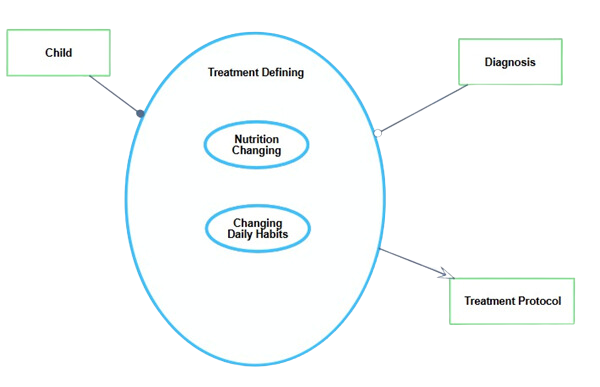 Child
Treatment Defining
Diagnosis
Nutrition
Changing
Changing
Daily Habits
Treatment Protocol